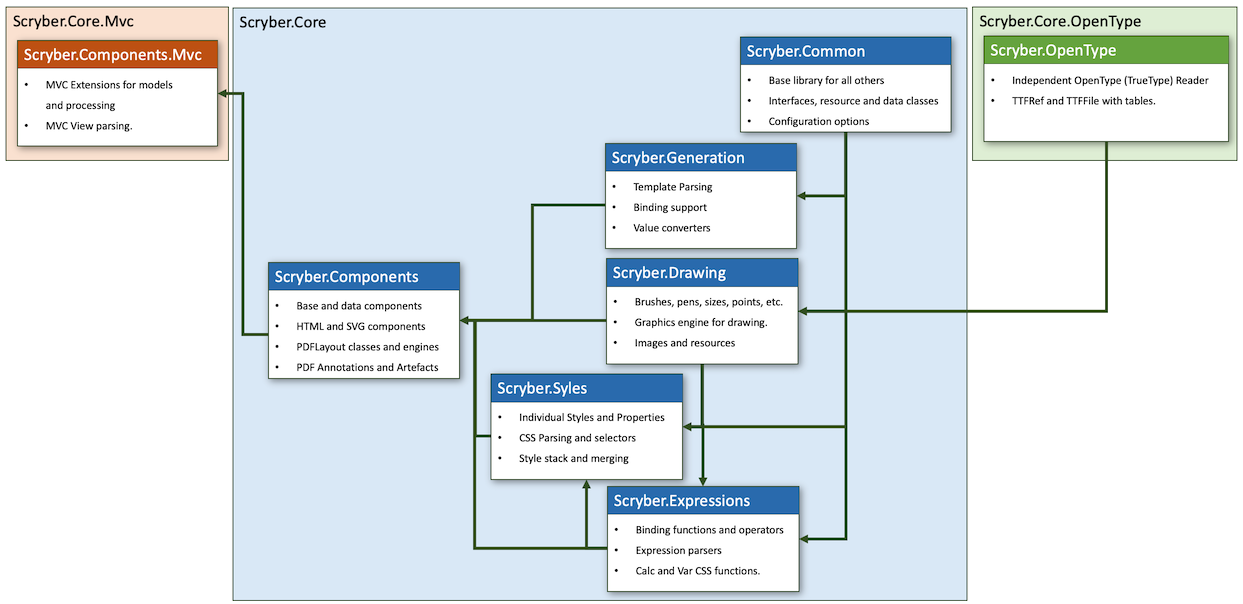 Scryber.Core.Mvc
Scryber.Components.Mvc
• MVC Extensions for models
and processing
• MVC View parsing.
Scryber.Core
Scryber.Common
• Base library for all others
• Interfaces, resource and data classes
• Configuration options
Scryber.Core.OpenType
Scryber.OpenType
• Independent OpenType (TrueType) Reader
• TTFRef and TTFFile with tables.
Scryber.Generation
• Template Parsing
• Binding support
• Value converters
Scryber.Components
• Base and data components
• HTML and SVG components
• PDFLayout classes and engines
• PDF Annotations and Artefacts
Scryber.Drawing
• Brushes, pens, sizes, points, etc.
• Graphics engine for drawing.
• Images and resources
Scryber.Syles
• Individual Styles and Properties
• CSS Parsing and selectors
• Style stack and merging
Scryber.Expressions
• Binding functions and operators
• Expression parsers
• Calc and Var CSS functions.